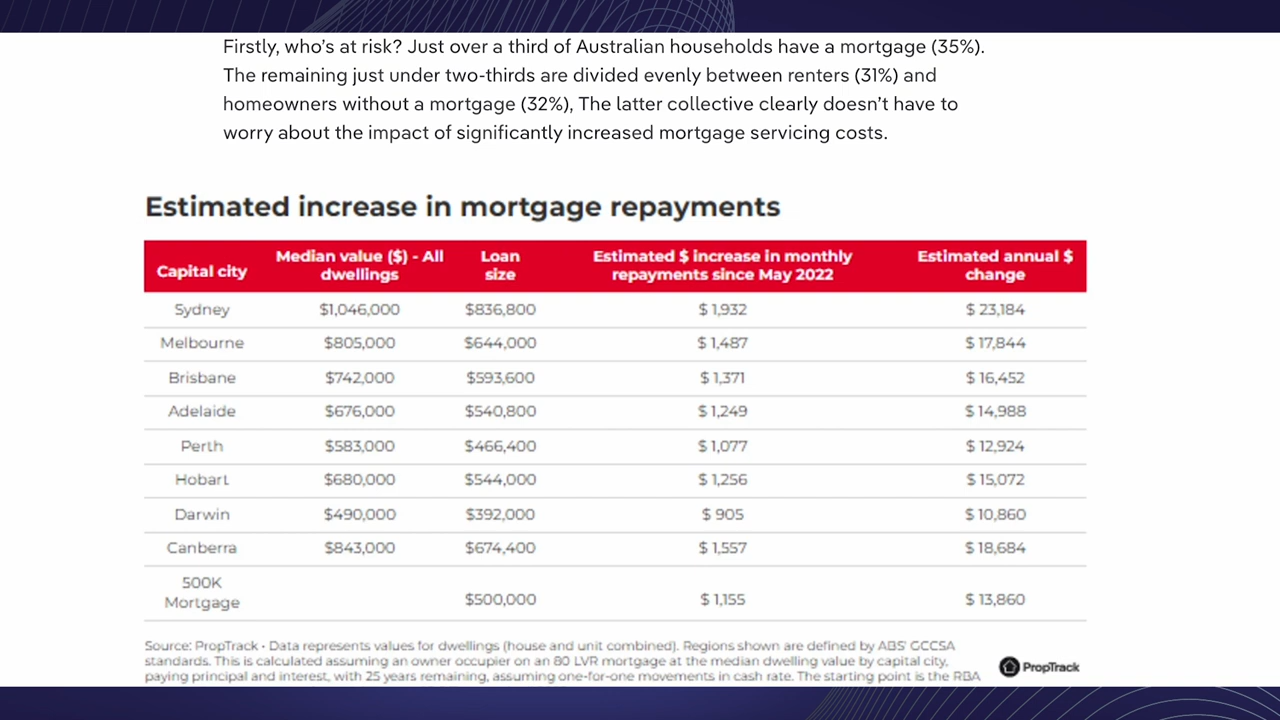 Firstly, who's at risk? Just over a third of Australian households have a mortgage (35%).
The remaining just under two-thirds are divided evenly between renters (31%) and
homeowners without a mortgage (32%), The latter collective clearly doesn't have to
worry about the impact of significantly increased mortgage servicing costs.
Estimated increase in mortgage repayments
Capital city Median value ($) - All dwellings Loan size Estimated $ increase in monthly repayments since May 2022 Estimated annual $ change
Sydney $1,046,000 $836,800 $ 1,932 $ 23,184
Melbourne $805,000 $644,000 $ 1,487 $ 17,844
Brisbane $742,000 $593,600 $ 1,371 $ 16,452
Adelaide $676,000 $540,800 $ 1,249 $ 14,988
Perth $583,000 $466,400 $ 1,077 $ 12,924
Hobart $680,000 $544,000 $ 1,256 $ 15,072
Darwin $490,000 $392,000 $ 905 $ 10,860
Canberra $843,000 $674,400 $ 1,557 $ 18,684
500K Mortgage $500,000 $ 1,155 $ 13,860
Source: PropTrack • Data represents values for dwellings (house and unit combined). Regions shown are defined by ABS' GCCSA
standards. This is calculated assuming an owner occupier on an 80 LVR mortgage at the median dwelling value by capital city,
paying principal and interest, with 25 years remaining, assuming one-for-one movements in cash rate. The starting point is the RBA
PropTrack